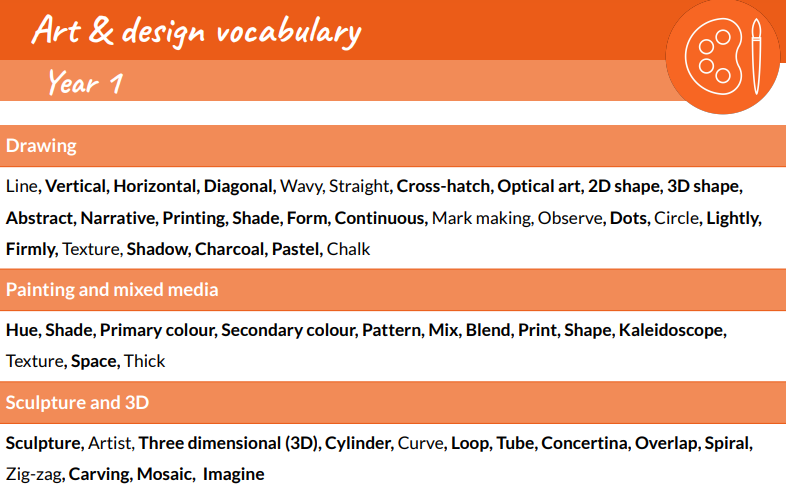 Art & design vocabulary
Year 1
Drawing
Line, Vertical, Horizontal, Diagonal, Wavy, Straight, Cross-hatch, Optical art, 2D shape, 3D shape,
Abstract, Narrative, Printing, Shade, Form, Continuous, Mark making, Observe, Dots, Circle, Lightly,
Firmly, Texture, Shadow, Charcoal, Pastel, Chalk
Painting and mixed media
Hue, Shade, Primary colour, Secondary colour, Pattern, Mix, Blend, Print, Shape, Kaleidoscope,
Texture, Space, Thick
Sculpture and 3D
Sculpture, Artist, Three dimensional (3D), Cylinder, Curve, Loop, Tube, Concertina, Overlap, Spiral,
Zig-zag, Carving, Mosaic, Imagine